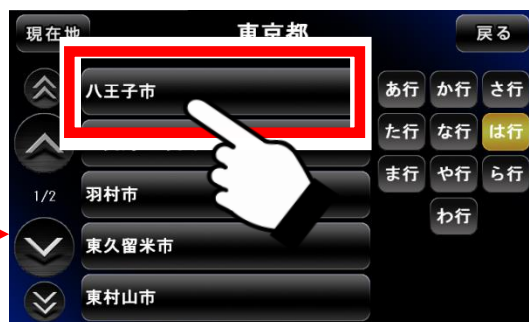 現在地
東京都
戻る
八王子市
羽村市
東久留米市
東村山市
1/2
あ行 か行 さ行
た行 な行 は行
ま行 や行 ら行
わ行